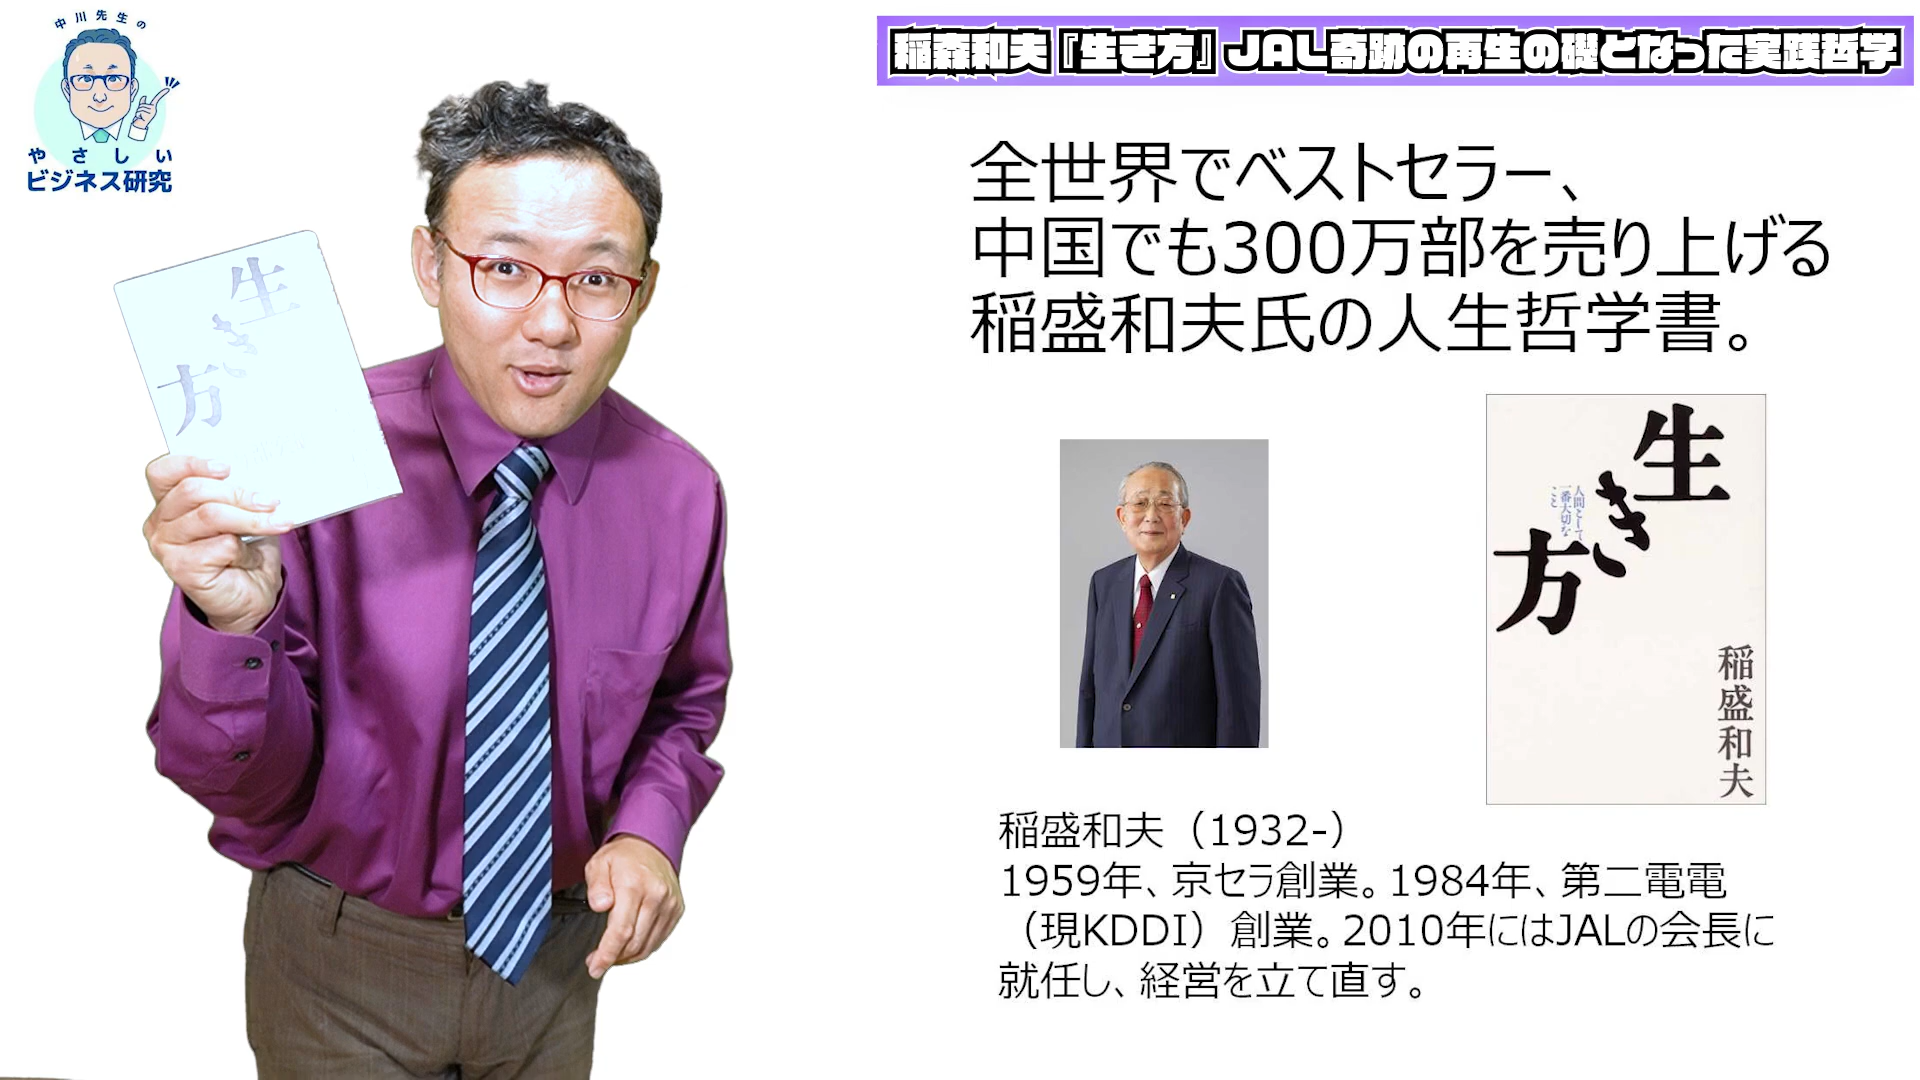 中川先生の
やさしい
ビジネス研究
稲森和夫『生き方』JAL奇跡の再生の礎となった実践哲学
全世界でベストセラー、
中国でも300万部を売り上げる
稲盛和夫氏の人生哲学書。
生き方
生き方
人間として
一番大切な
こと
稲盛和夫
稲盛和夫（1932-）
1959年、京セラ創業。1984年、第二電電
（現KDDI）創業。2010年にはJALの会長に
就任し、経営を立て直す。